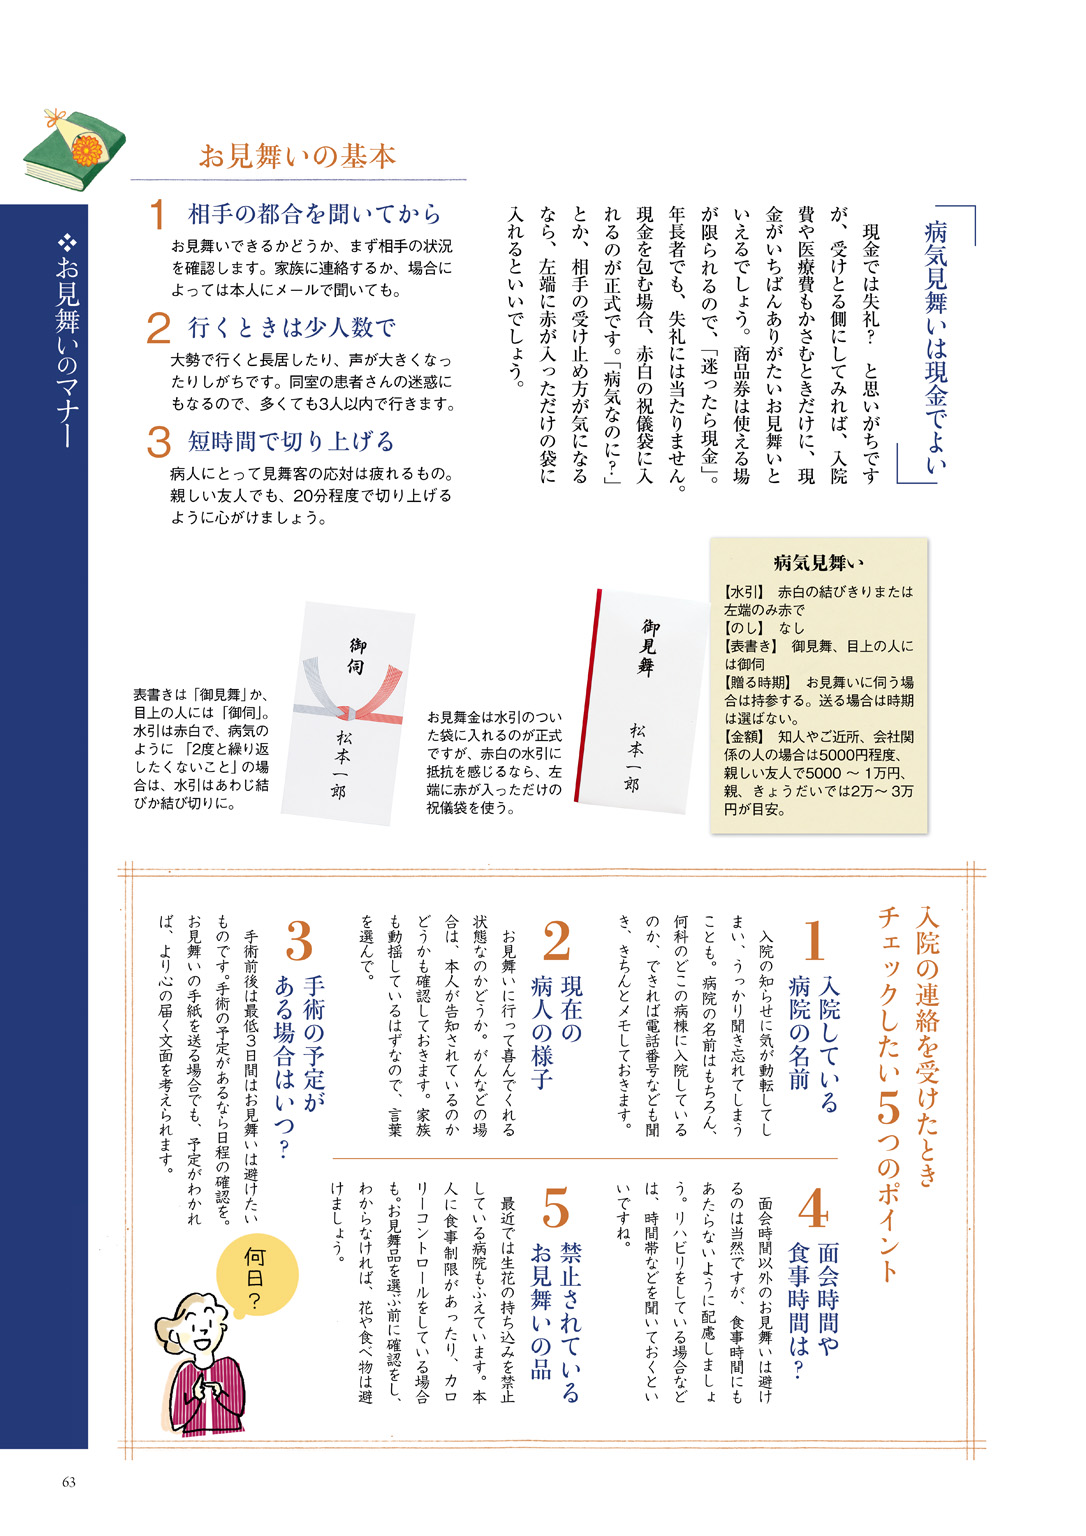 ❖お見舞いのマナー
病気見舞いは現金でよい
現金では失礼？　と思いがちです
が、受けとる側にしてみれば、入院
費や医療費もかさむときだけに、現
金がいちばんありがたいお見舞いと
いえるでしょう。商品券は使える場
が限られるので、「迷ったら現金」。
年長者でも、失礼には当たりません。
現金を包む場合、赤白の祝儀袋に入
れるのが正式です。「病気なのに？」
とか、相手の受け止め方が気になる
なら、左端に赤が入っただけの袋に
入れるといいでしょう。
お見舞いの基本
1 相手の都合を聞いてから
お見舞いできるかどうか、まず相手の状況
を確認します。家族に連絡するか、場合に
よっては本人にメールで聞いても。
2 行くときは少人数で
大勢で行くと長居したり、声が大きくなっ
たりしがちです。同室の患者さんの迷惑に
もなるので、多くても3人以内で行きます。
3 短時間で切り上げる
病人にとって見舞客の応対は疲れるもの。
親しい友人でも、20分程度で切り上げる
ように心がけましょう。
病気見舞い
【水引】　赤白の結びきりまたは
左端のみ赤で
【のし】　なし
【表書き】　御見舞、目上の人に
は御伺
【贈る時期】　お見舞いに伺う場
合は持参する。送る場合は時期
は選ばない。
【金額】　知人やご近所、会社関
係の人の場合は5000円程度、
親しい友人で5000 ～ 1万円、
親、きょうだいでは2万～ 3万
円が目安。
御見舞
松本一郎
お見舞金は水引のつい
た袋に入れるのが正式
ですが、赤白の水引に
抵抗を感じるなら、左
端に赤が入っただけの
祝儀袋を使う。
御伺
松本一郎
表書きは「御見舞」か、
目上の人には「御伺」。
水引は赤白で、病気の
ように「2度と繰り返
したくないこと」の場
合は、水引はあわじ結
びか結び切りに。
入院の連絡を受けたとき
チェックしたい5つのポイント
1 入院している
病院の名前
入院の知らせに気が動転してし
まい、うっかり聞き忘れてしまう
ことも。病院の名前はもちろん、
何科のどこの病棟に入院している
のか、できれば電話番号なども聞
き、きちんとメモしておきます。
2 現在の
病人の様子
お見舞いに行って喜んでくれる
状態なのかどうか。がんなどの場
合は、本人が告知されているのか
どうかも確認しておきます。家族
も動揺しているはずなので、言葉
を選んで。
3 手術の予定が
ある場合はいつ？
手術前後は最低3日間はお見舞いは避けたい
ものです。手術の予定があるなら日程の確認を。
お見舞いの手紙を送る場合でも、予定がわかれ
ば、より心の届く文面を考えられます。
4 面会時間や
食事時間は？
面会時間以外のお見舞いは避け
るのは当然ですが、食事時間にも
あたらないように配慮しましょ
う。リハビリをしている場合など
は、時間帯などを聞いておくとい
いですね。
5 禁止されている
お見舞いの品
最近では生花の持ち込みを禁止
している病院もふえています。本
人に食事制限があったり、カロ
リーコントロールをしている場合
も。お見舞品を選ぶ前に確認をし、
わからなければ、花や食べ物は避
けましょう。
何日？
63